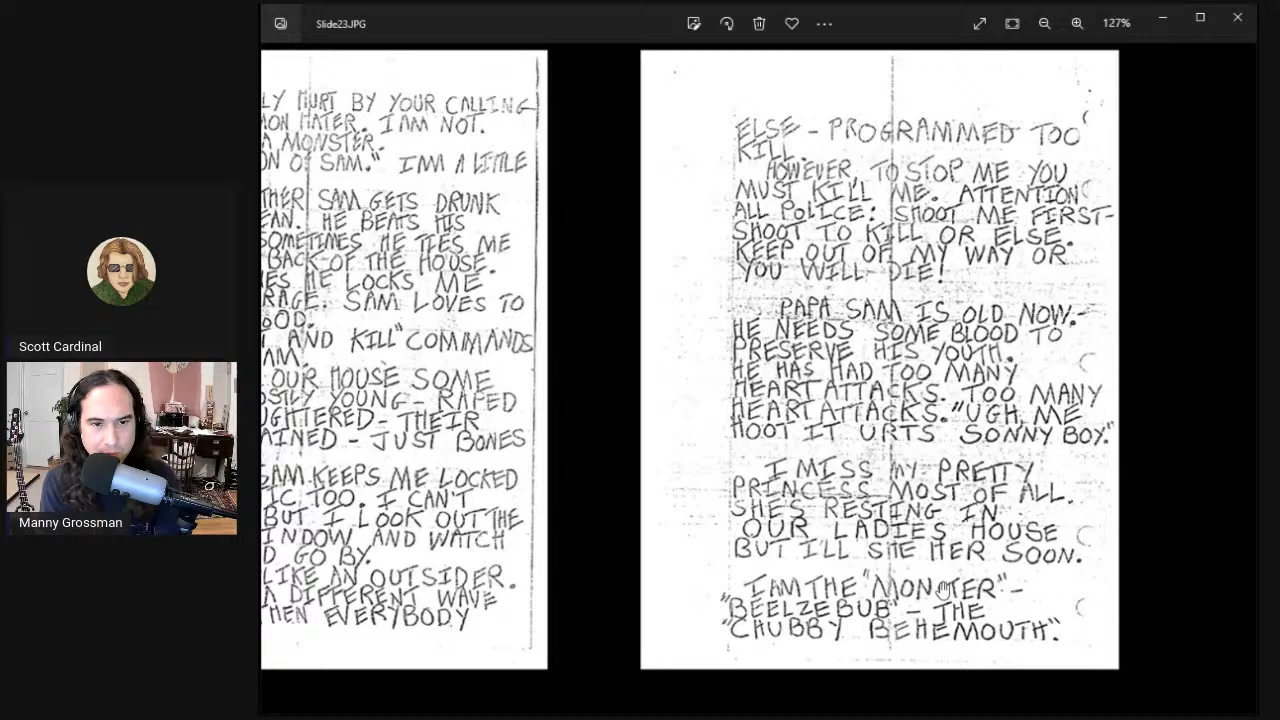 Slide23.JPG
127%
LY HURT BY YOUR CALLING
MON HATER. I AM NOT.
A MONSTER.
ON OF SAM." I AM A LITTLE
THER SAM GETS DRUNK
EAN. HE BEATS HIS
SOMETIMES HE TIES ME
BACK OF THE HOUSE.
ES HE LOCKS ME
RAGE. SAM LOVES TO
OOD.
AND KILL" COMMANDS
AM.
OUR HOUSE SOME
OSTLY YOUNG - RAPED
UGHTERED - THEIR
AINED - JUST BONES
SAM KEEPS ME LOCKED
IC TOO. I CAN'T
BUT I LOOK OUT THE
INDOW AND WATCH
D GO BY.
LIKE AN OUTSIDER.
A DIFFERENT WAVE
HEN EVERYBODY
ELSE - PROGRAMMED TOO
KILL.
HOWEVER, TO STOP ME YOU
MUST KILL ME. ATTENTION
ALL POLICE: SHOOT ME FIRST-
SHOOT TO KILL OR ELSE.
KEEP OUT OF MY WAY OR
YOU WILL DIE!
PAPA SAM IS OLD NOW.-
HE NEEDS SOME BLOOD TO
PRESERVE HIS YOUTH.
HE HAS HAD TOO MANY
HEART ATTACKS. TOO MANY
HEART ATTACKS. "UGH, ME
HOOT IT URTS SONNY BOY."
I MISS MY PRETTY
PRINCESS MOST OF ALL.
SHE'S RESTING IN
OUR LADIES HOUSE
BUT I'LL SEE HER SOON.
I AM THE "MONSTER"-
"BEELZEBUB" - THE
"CHUBBY BEHEMOUTH".
Scott Cardinal
Manny Grossman